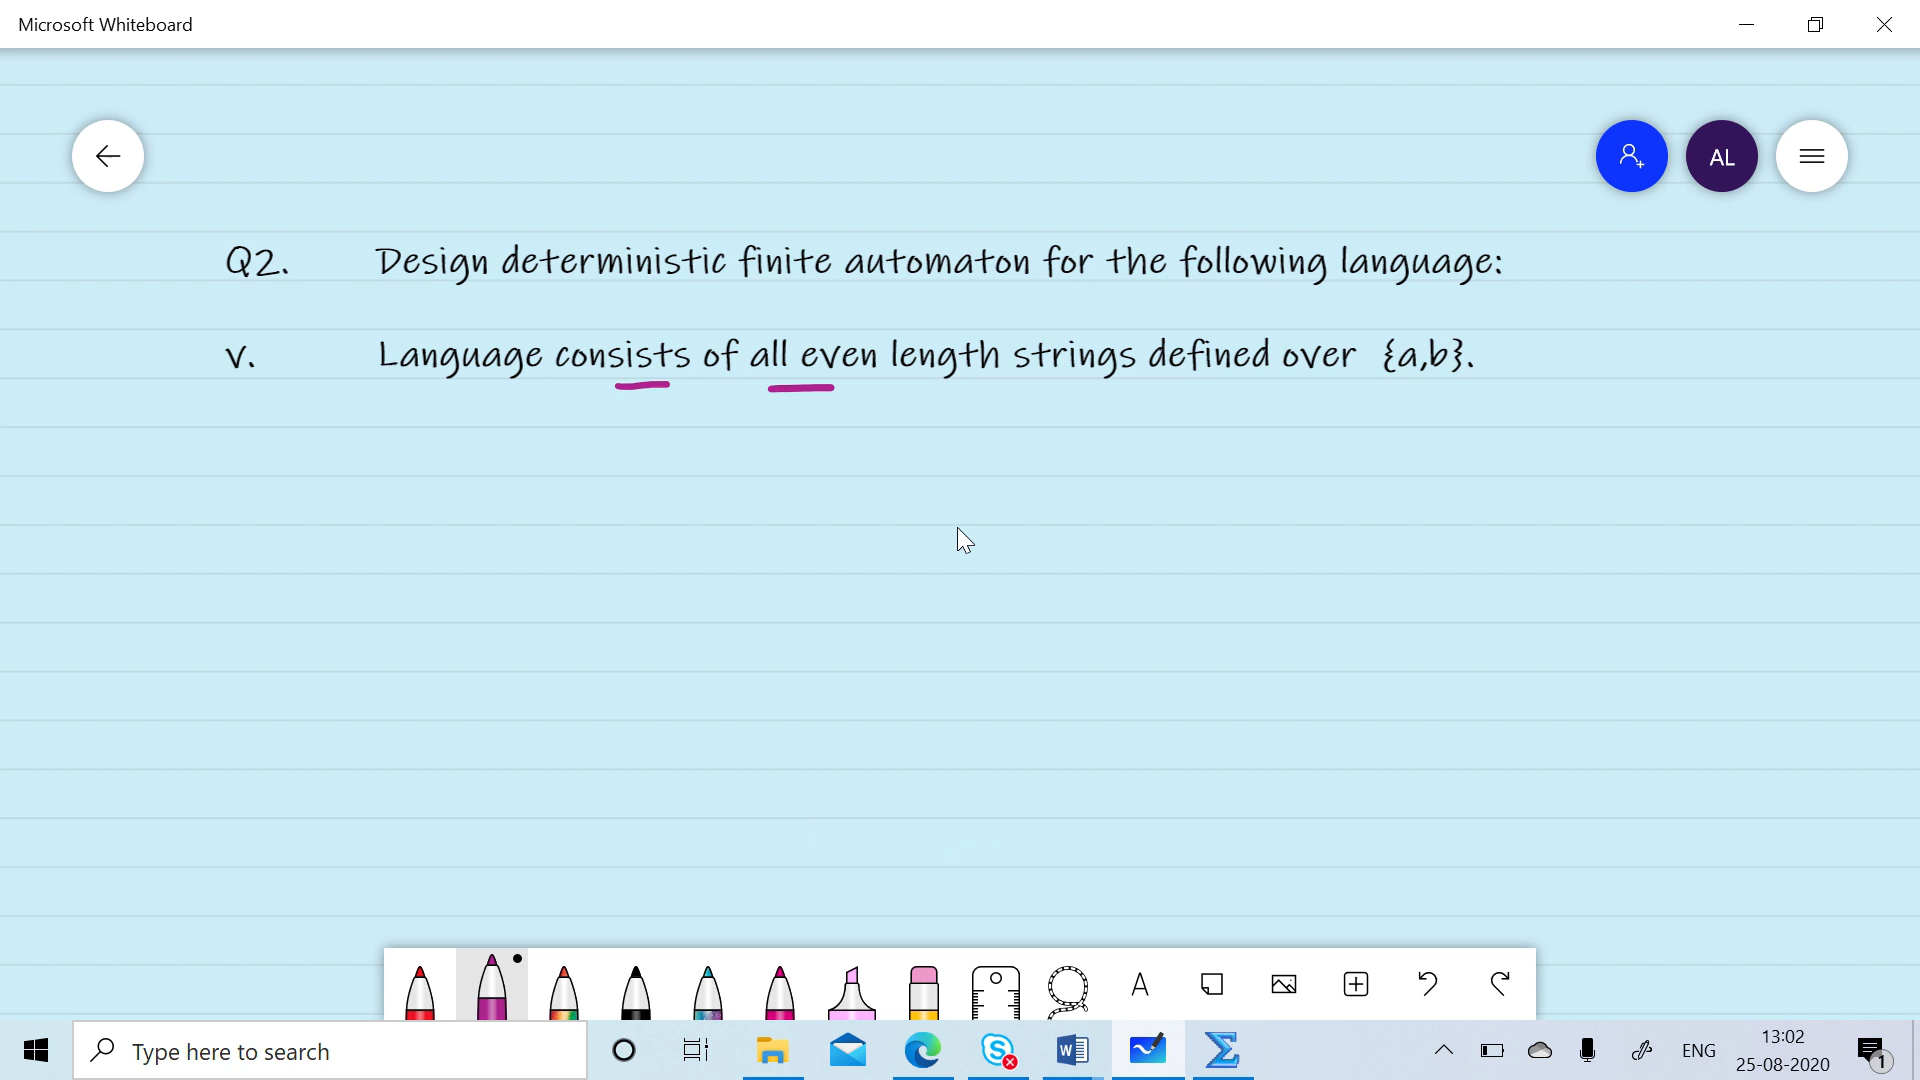 Microsoft Whiteboard
AL
Q2. Design deterministic finite automaton for the following language:
v. Language consists of all even length strings defined over {a,b}.
A
Type here to search
ENG
13:02
25-08-2020
1